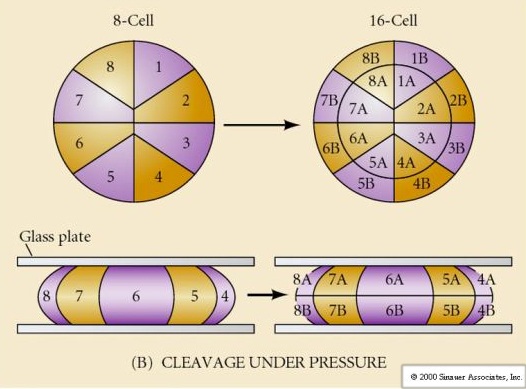 8-Cell
16-Cell
8 1
7 2
6 3
5 4
8B 1B
8A 1A
7B 7A 2A 2B
6B 6A 3A 3B
5A 4A
5B 4B
Glass plate
8 7 6 5 4
8A 7A 6A 5A 4A
8B 7B 6B 5B 4B
(B) CLEAVAGE UNDER PRESSURE
© 2000 Sinauer Associates, Inc.